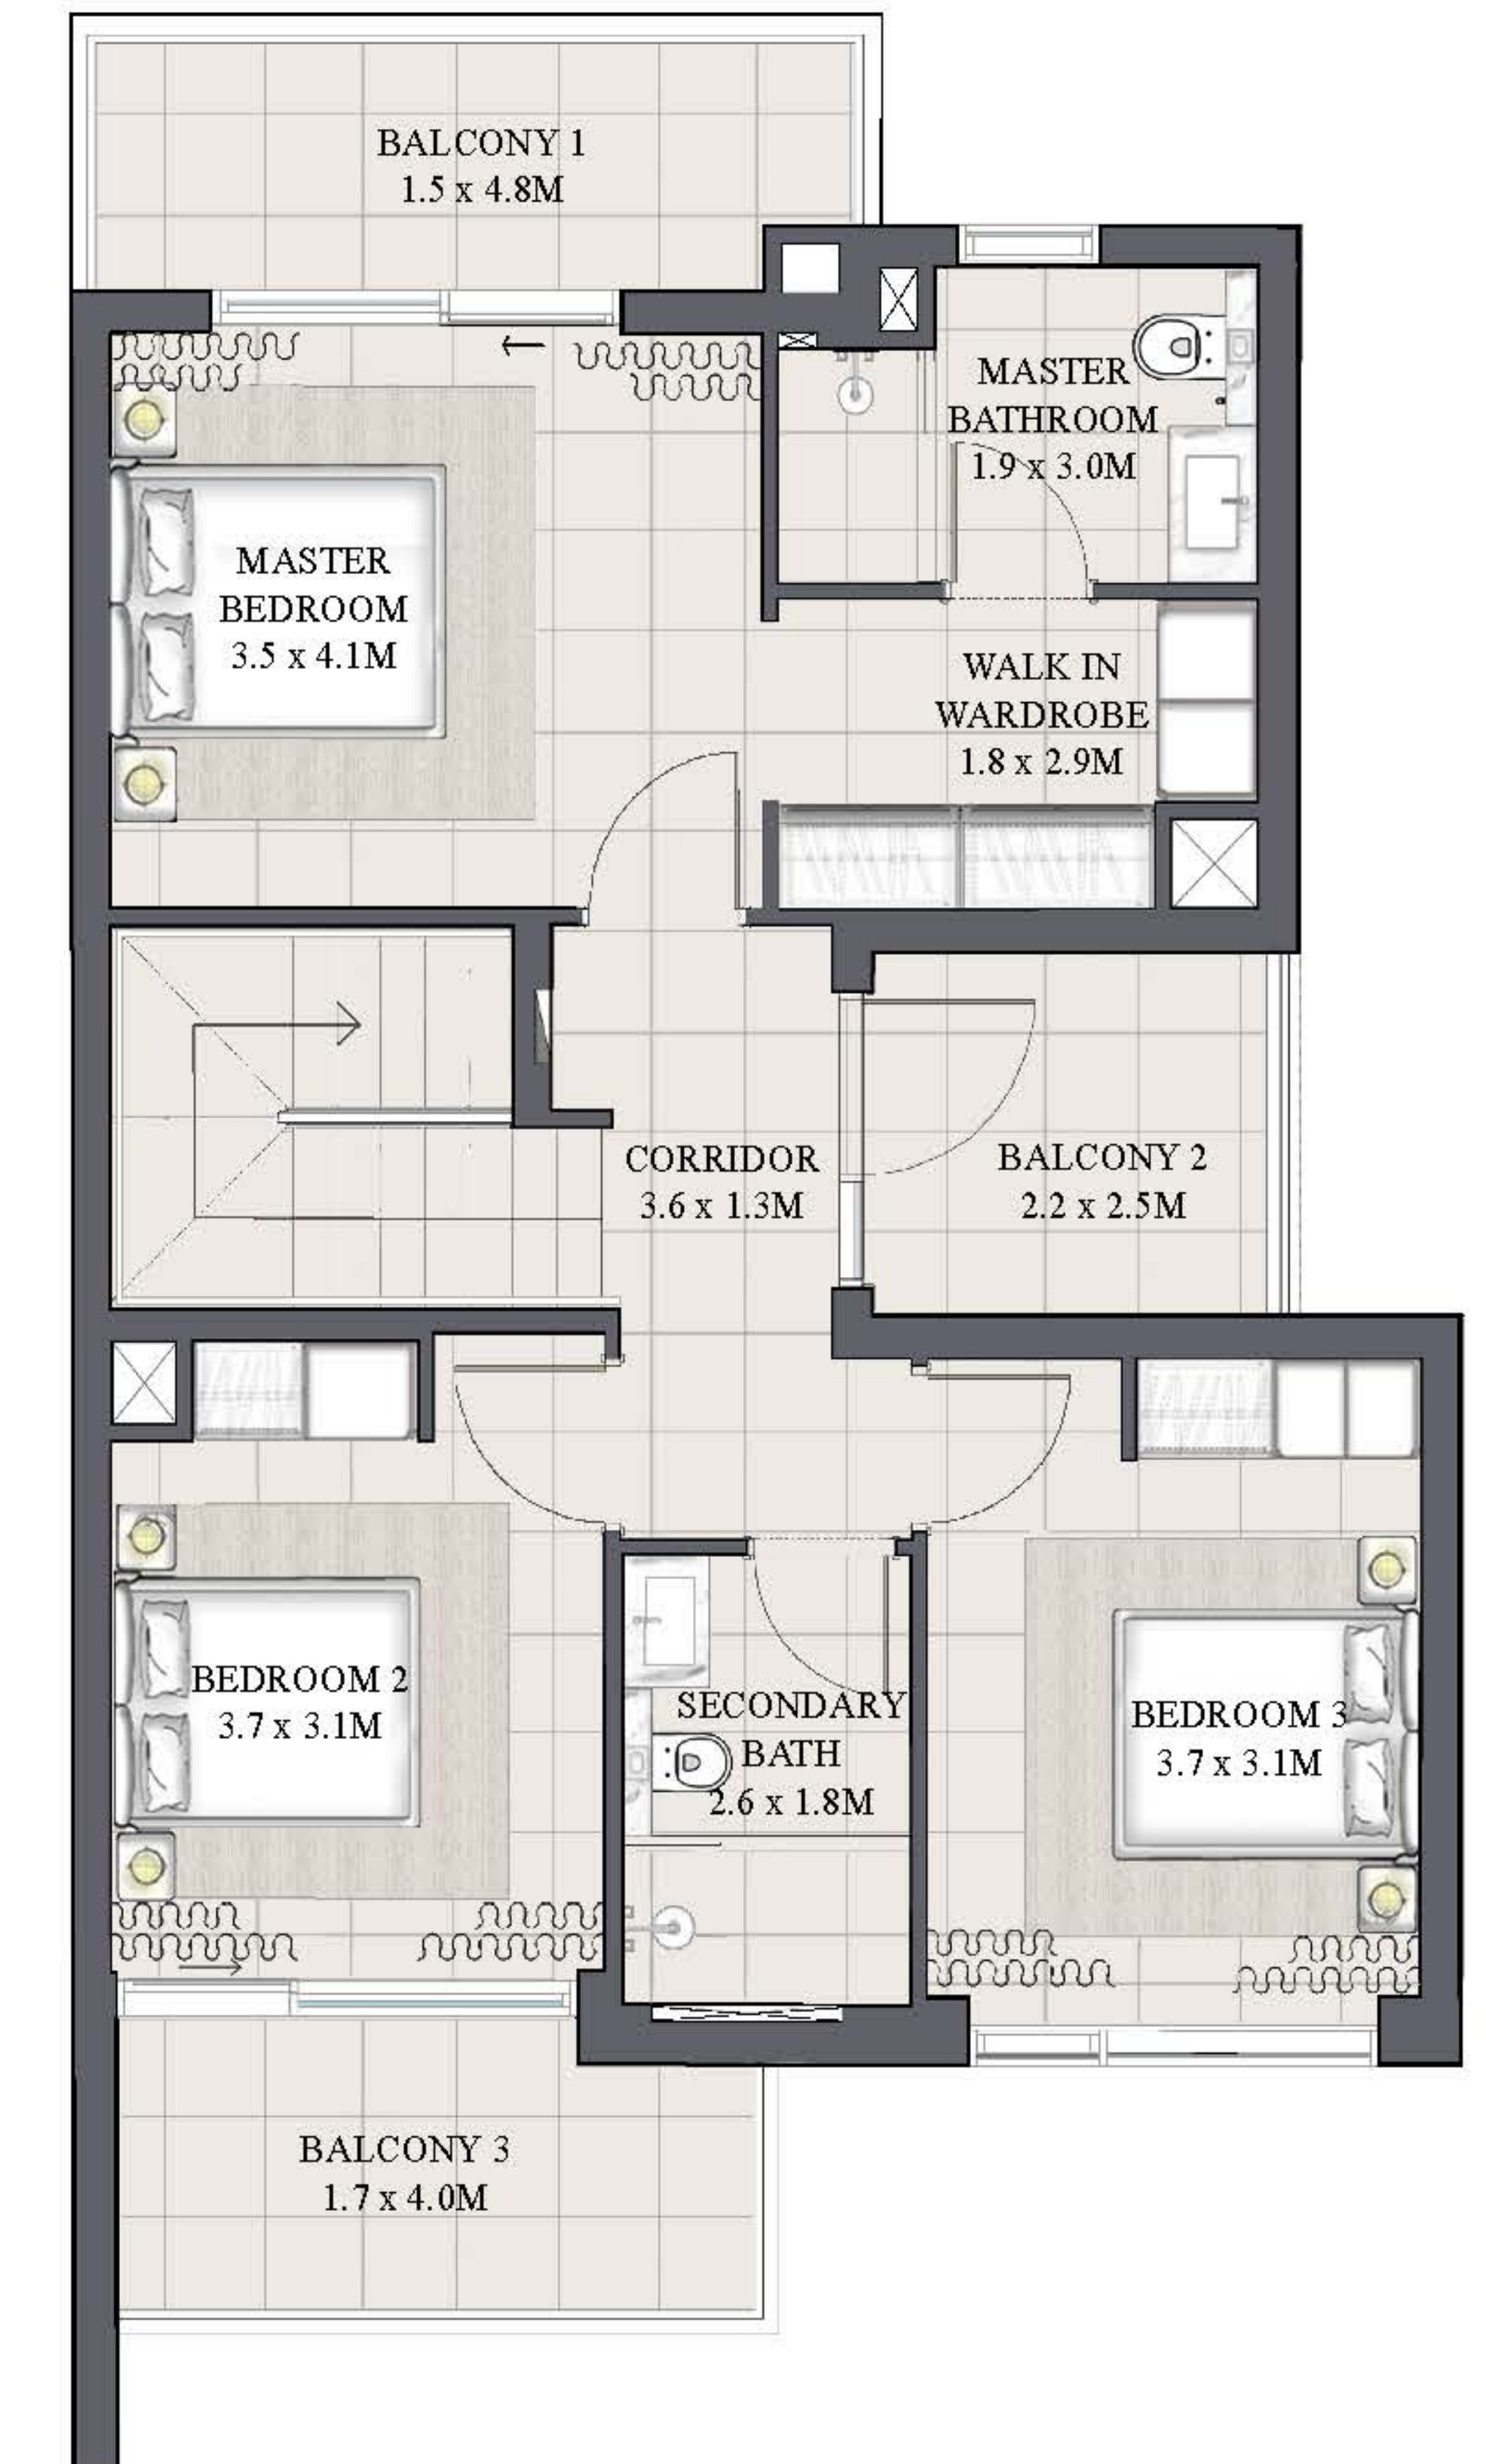 BALCONY 1
1.5 x 4.8M
MASTER
BATHROOM
1.9 x 3.0M
MASTER
BEDROOM
3.5 x 4.1M
WALK IN
WARDROBE
1.8 x 2.9M
CORRIDOR
3.6 x 1.3M
BALCONY 2
2.2 x 2.5M
BEDROOM 2
3.7 x 3.1M
SECONDARY
BATH
2.6 x 1.8M
BEDROOM 3
3.7 x 3.1M
BALCONY 3
1.7 x 4.0M